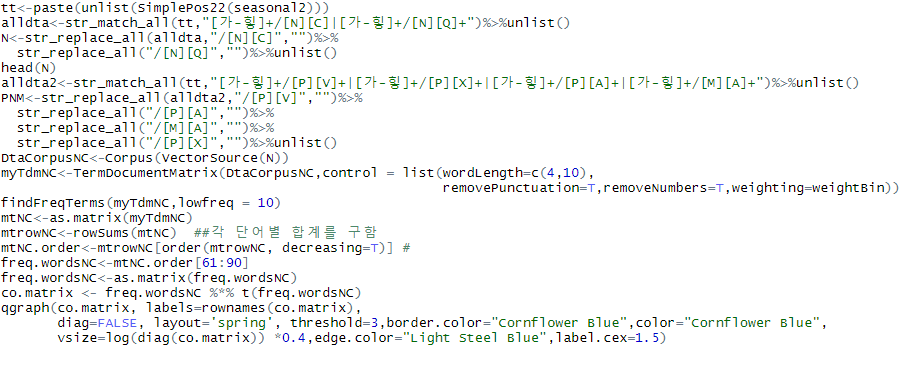 tt<-paste(unlist(SimplePos22(seasonal2)))
alldta<-str_match_all(tt,"[가-힣]+/[N][C]|[가-힣]+/[N][Q]+")%>%unlist()
N<-str_replace_all(alldta,"/[N][C]","")%>%
  str_replace_all("/[N][Q]","")%>%unlist()
head(N)
alldta2<-str_match_all(tt,"[가-힣]+/[P][V]+|[가-힣]+/[P][X]+|[가-힣]+/[P][A]+|[가-힣]+/[M][A]+")%>%unlist()
PNM<-str_replace_all(alldta2,"/[P][V]","")%>%
  str_replace_all("/[P][A]","")%>%
  str_replace_all("/[M][A]","")%>%
  str_replace_all("/[P][X]","")%>%unlist()
DtaCorpusNC<-Corpus(VectorSource(N))
myTdmNC<-TermDocumentMatrix(DtaCorpusNC,control = list(wordLength=c(4,10),
                                                       removePunctuation=T,removeNumbers=T,weighting=weightBin))
findFreqTerms(myTdmNC,lowfreq = 10)
mtNC<-as.matrix(myTdmNC)
mtrowNC<-rowSums(mtNC)  ##각 단어별 합계를 구함
mtNC.order<-mtrowNC[order(mtrowNC, decreasing=T)] #
freq.wordsNC<-mtNC.order[61:90]
freq.wordsNC<-as.matrix(freq.wordsNC)
co.matrix <- freq.wordsNC %*% t(freq.wordsNC)
qgraph(co.matrix, labels=rownames(co.matrix),
       diag=FALSE, layout='spring', threshold=3,border.color="Cornflower Blue",color="Cornflower Blue",
       vsize=log(diag(co.matrix)) *0.4,edge.color="Light Steel Blue",label.cex=1.5)